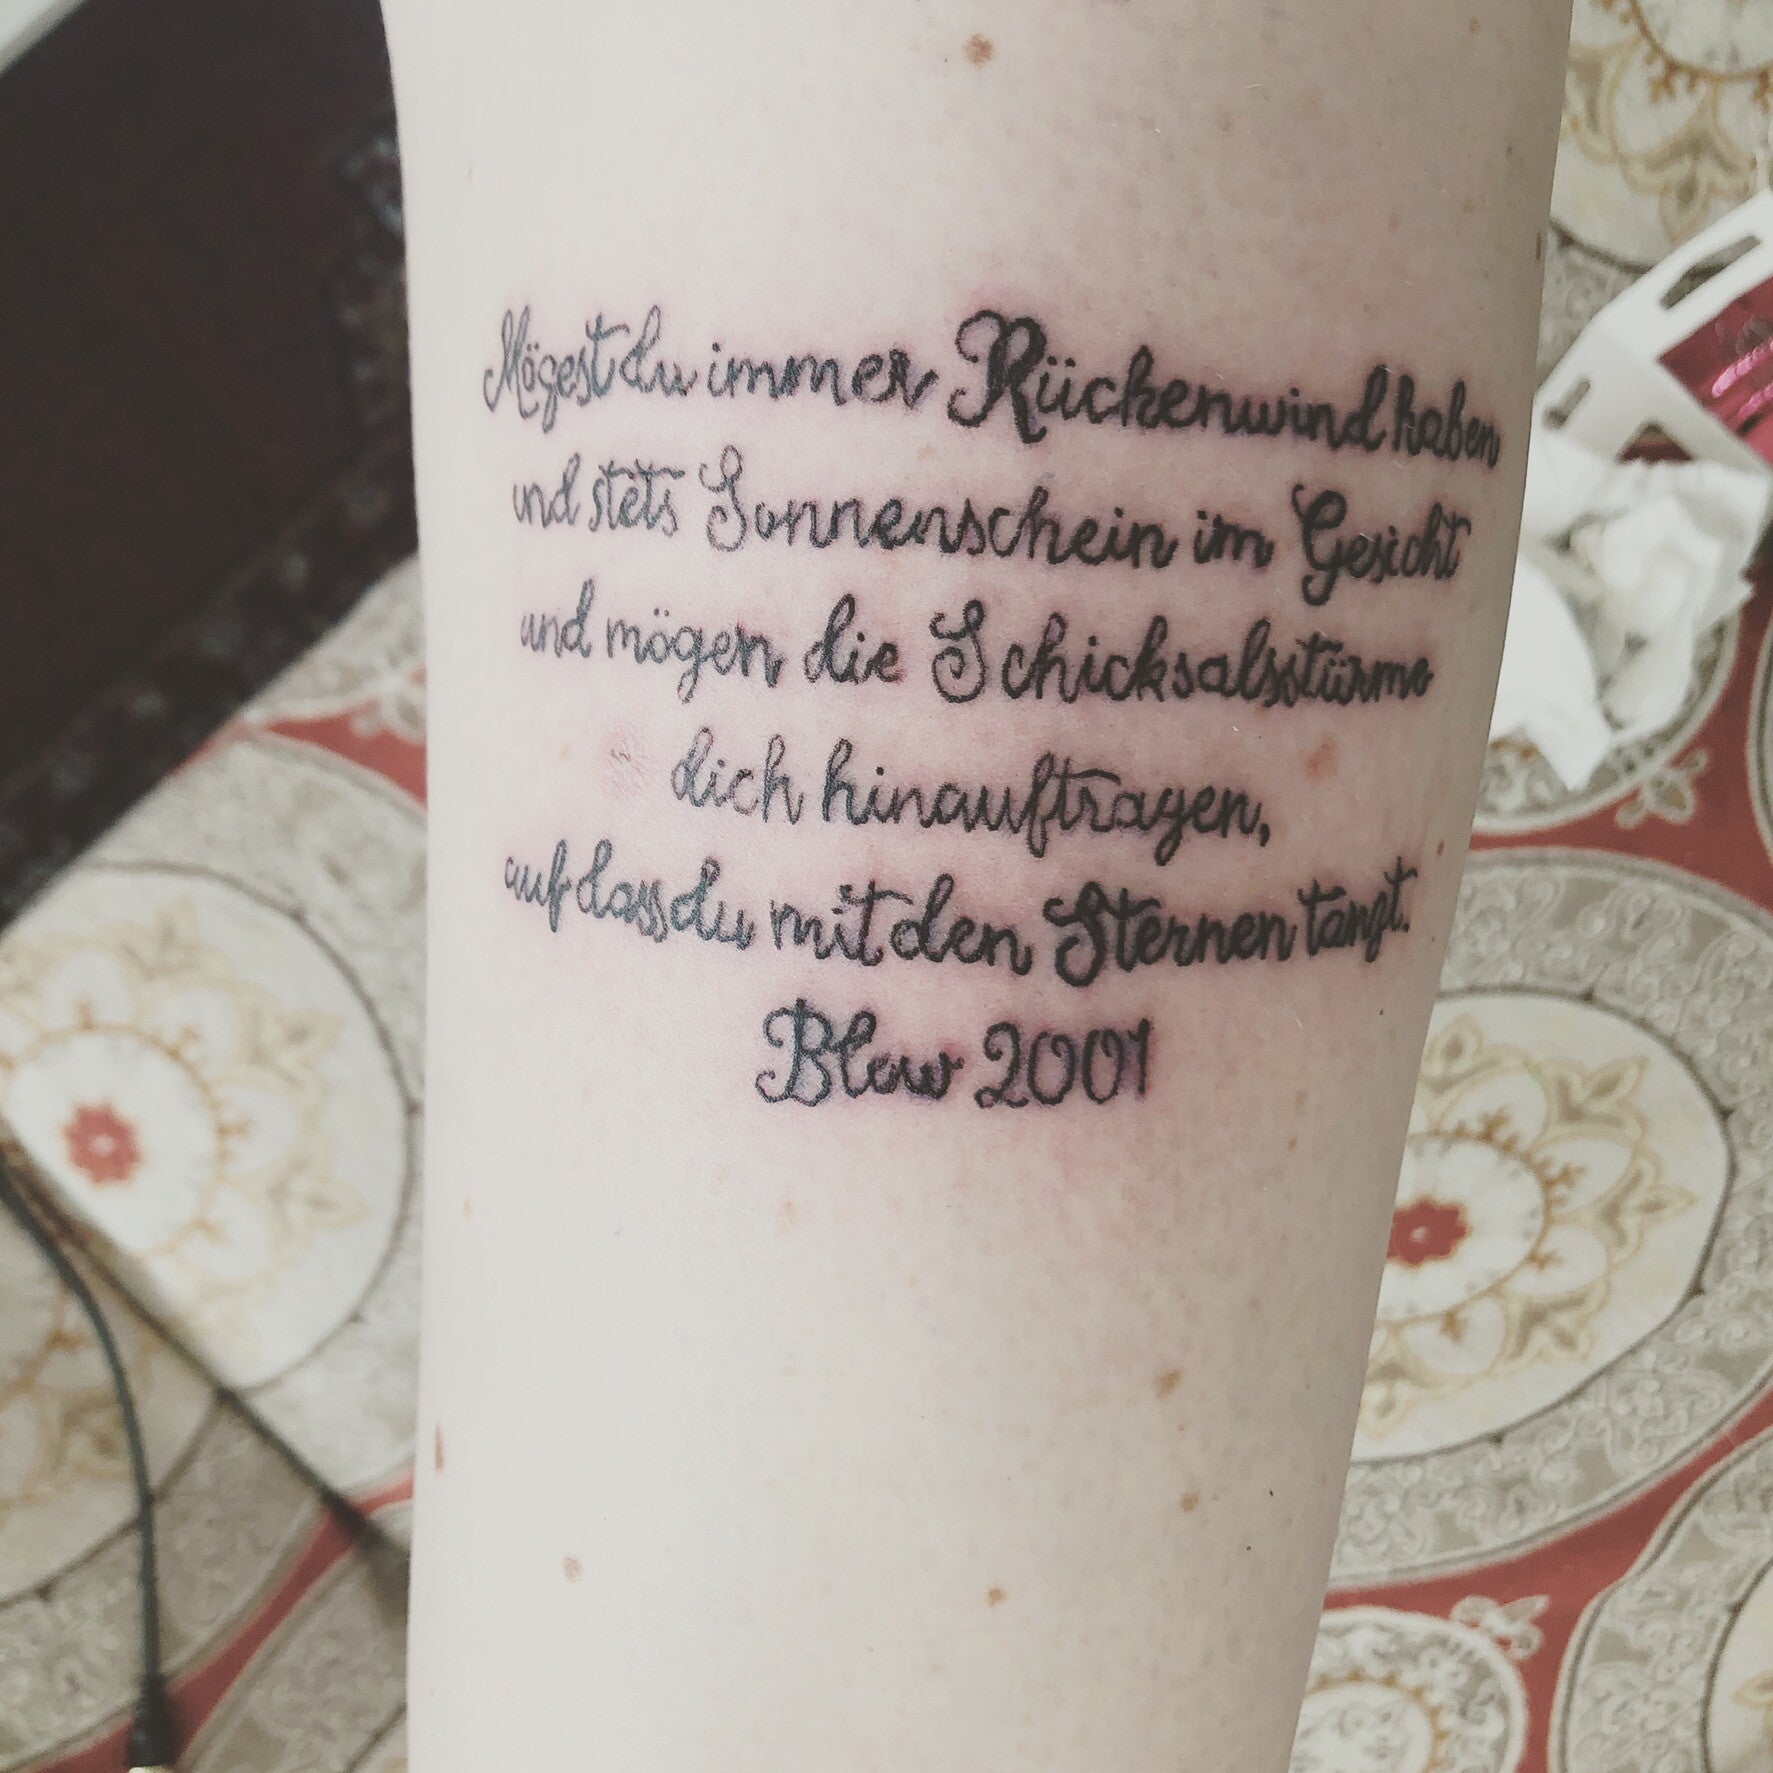 Mögest du immer Rückenwind haben
und stets Sonnenschein im Gesicht
und mögen die Schicksalsstürme
dich hinauftragen,
auf dass du mit den Sternen tanzt.
Blow 2001